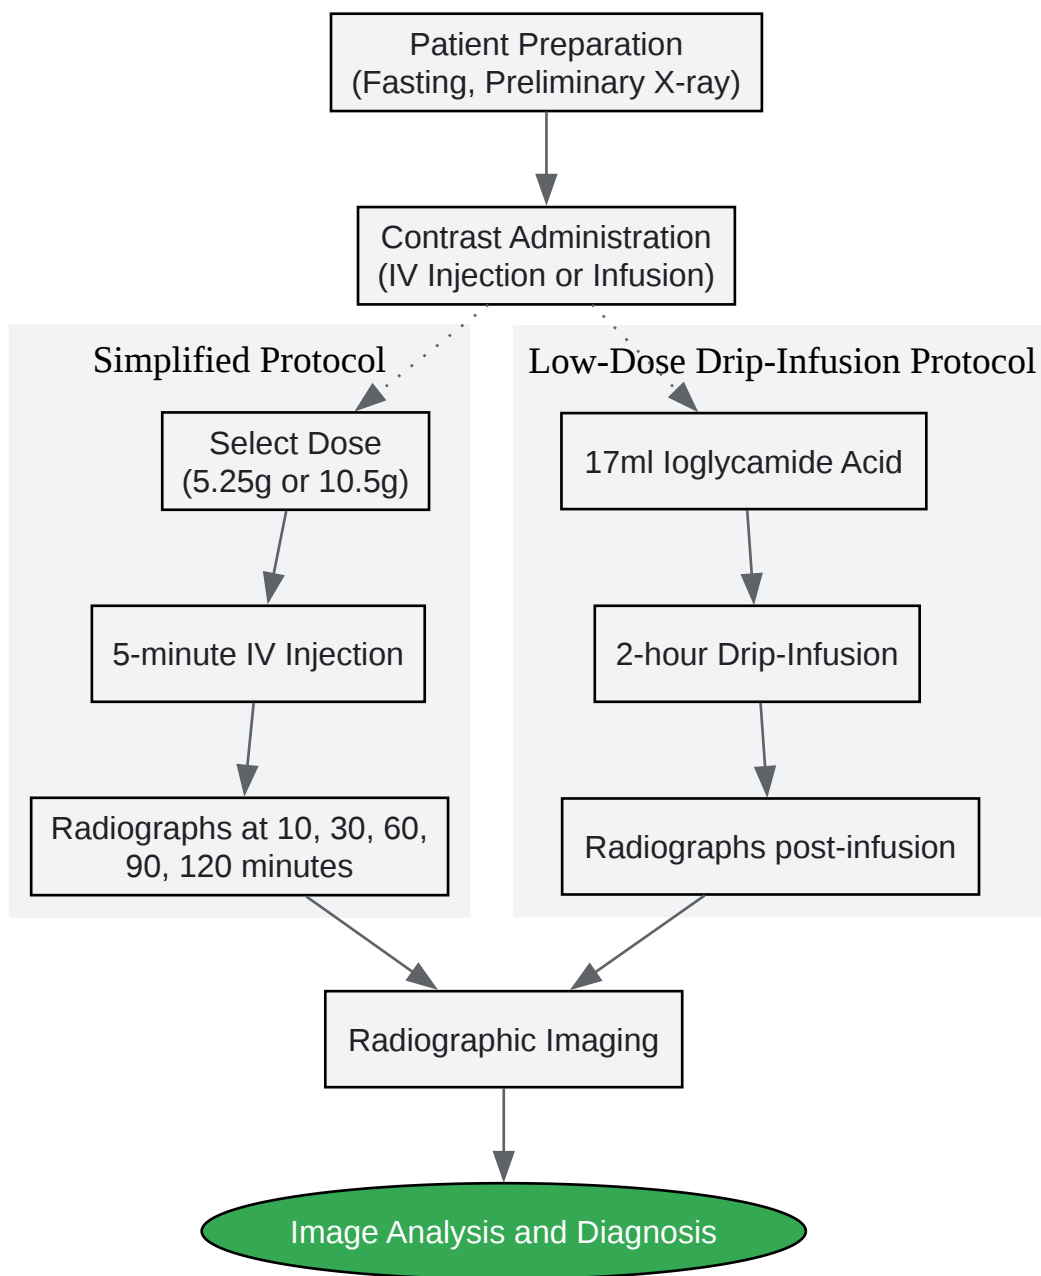 Patient Preparation
(Fasting, Preliminary X-ray)
Contrast Administration
(IV Injection or Infusion)
Simplified Protocol
Select Dose
(5.25g or 10.5g)
5-minute IV Injection
Radiographs at 10, 30, 60,
90, 120 minutes
Low-Dose Drip-Infusion Protocol
17ml Ioglycamide Acid
2-hour Drip-Infusion
Radiographs post-infusion
Radiographic Imaging
Image Analysis and Diagnosis